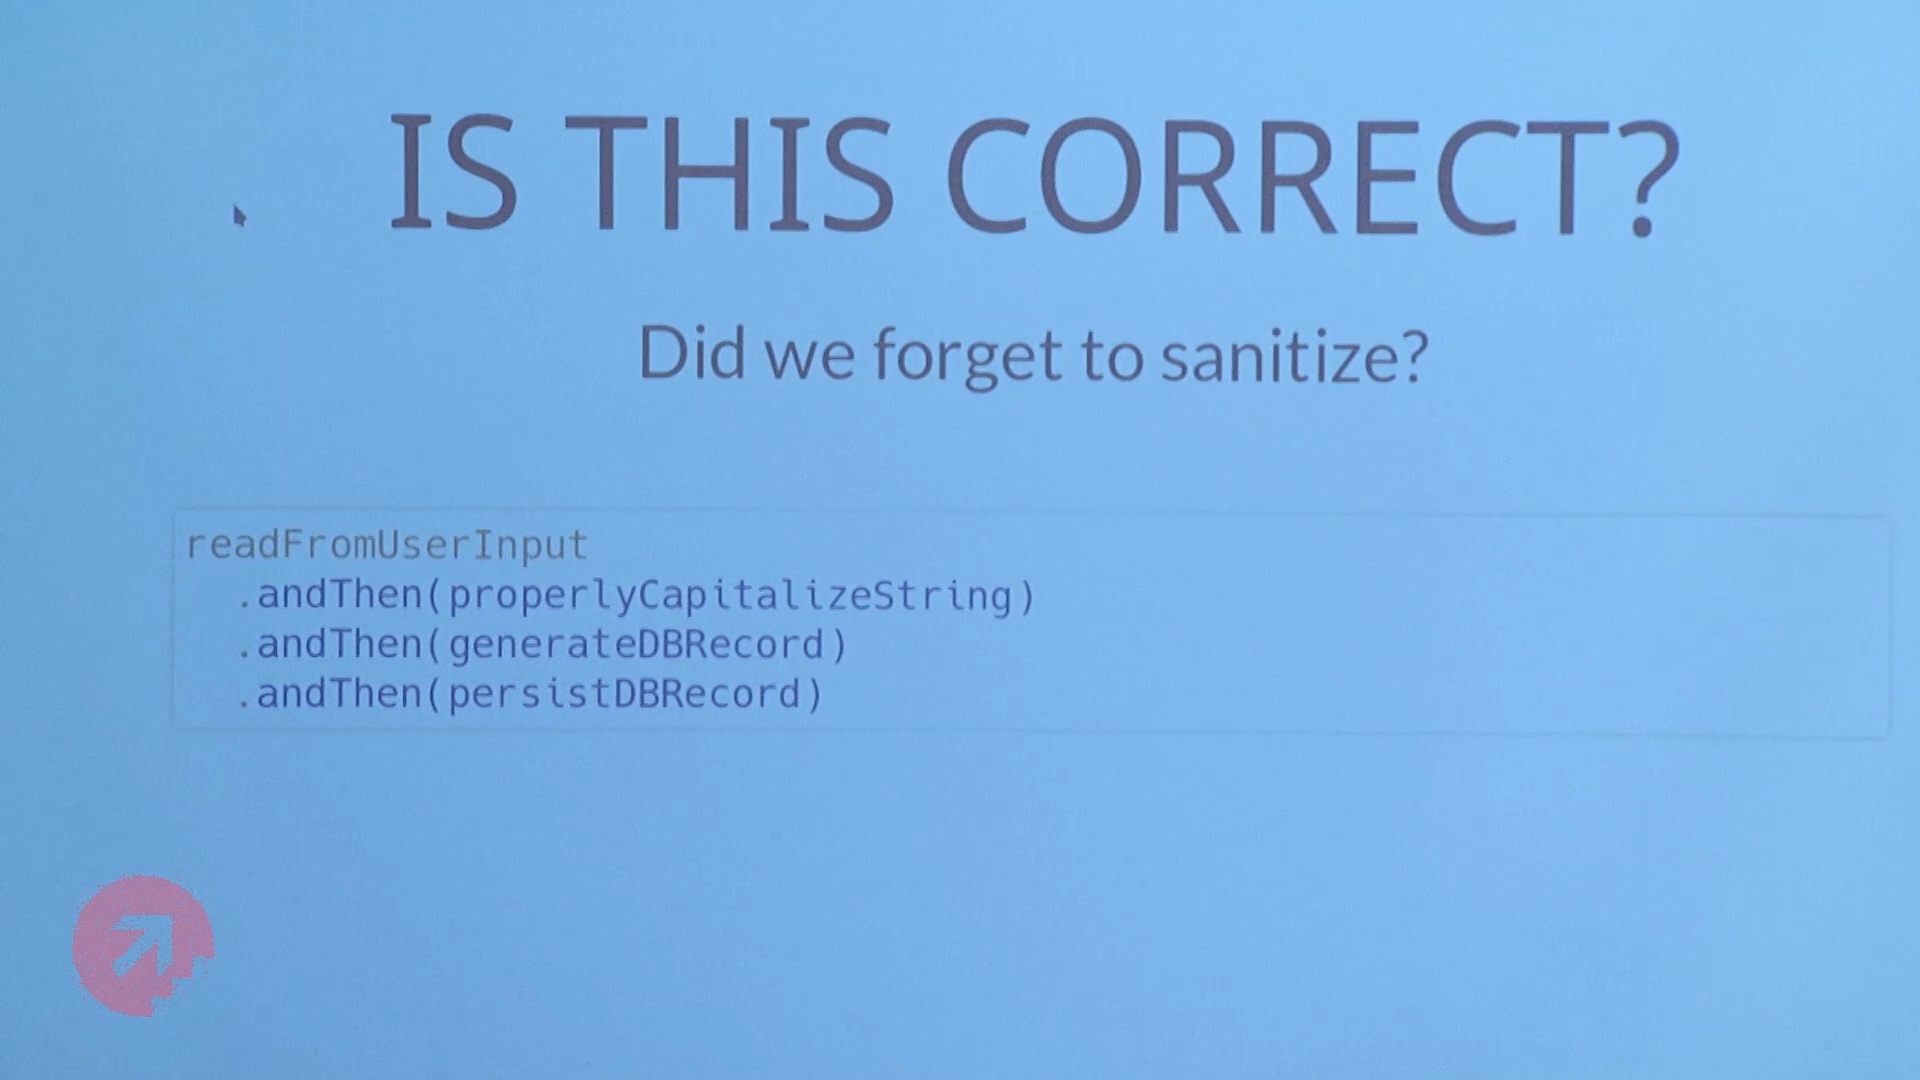 IS THIS CORRECT?
Did we forget to sanitize?
readFromUserInput
  .andThen(properlyCapitalizeString)
  .andThen(generateDBRecord)
  .andThen(persistDBRecord)